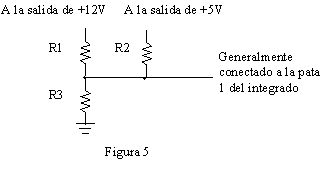 A la salida de +12V
A la salida de +5V
R1
R2
Generalmente
conectado a la pata
1 del integrado
R3
Figura 5